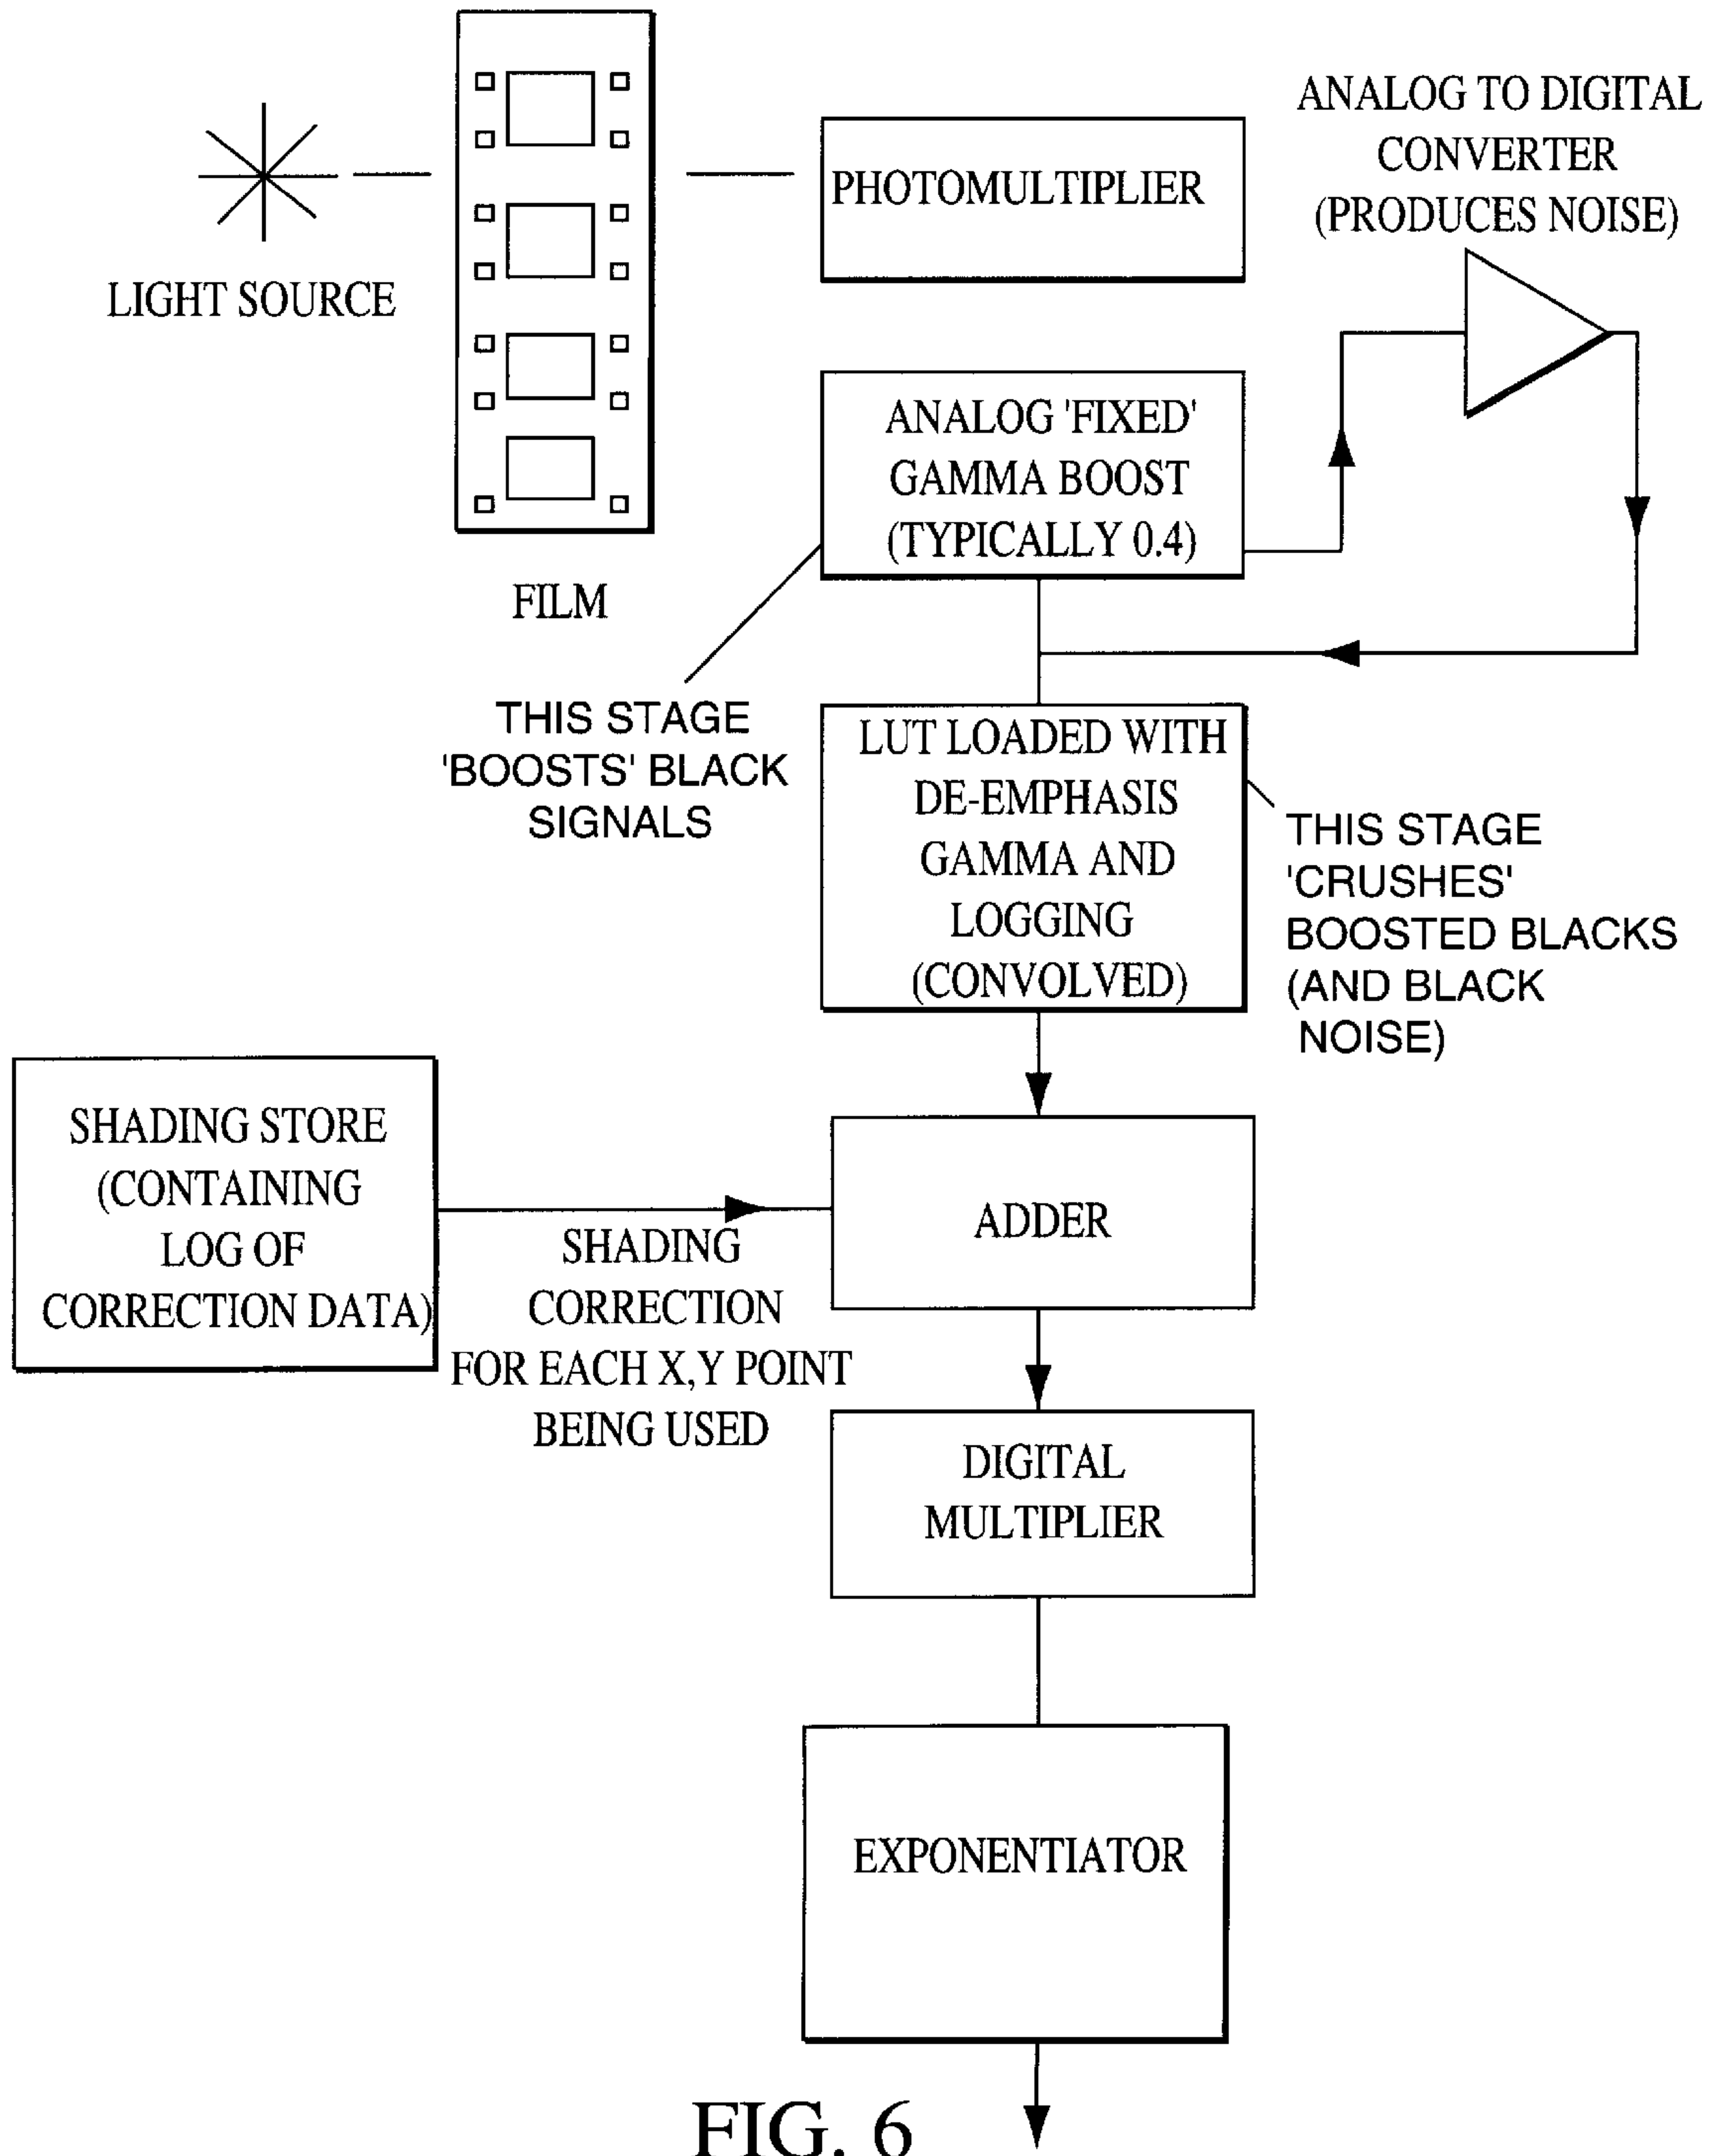 ANALOG TO DIGITAL
CONVERTER
(PRODUCES NOISE)
PHOTOMULTIPLIER
LIGHT SOURCE
ANALOG 'FIXED'
GAMMA BOOST
(TYPICALLY 0.4)
FILM
THIS STAGE
'BOOSTS' BLACK
SIGNALS
LUT LOADED WITH
DE-EMPHASIS
GAMMA AND
LOGGING
(CONVOLVED)
THIS STAGE
'CRUSHES'
BOOSTED BLACKS
(AND BLACK
NOISE)
SHADING STORE
(CONTAINING
LOG OF
CORRECTION DATA)
SHADING
CORRECTION
FOR EACH X,Y POINT
BEING USED
ADDER
DIGITAL
MULTIPLIER
EXPONENTIATOR
FIG. 6